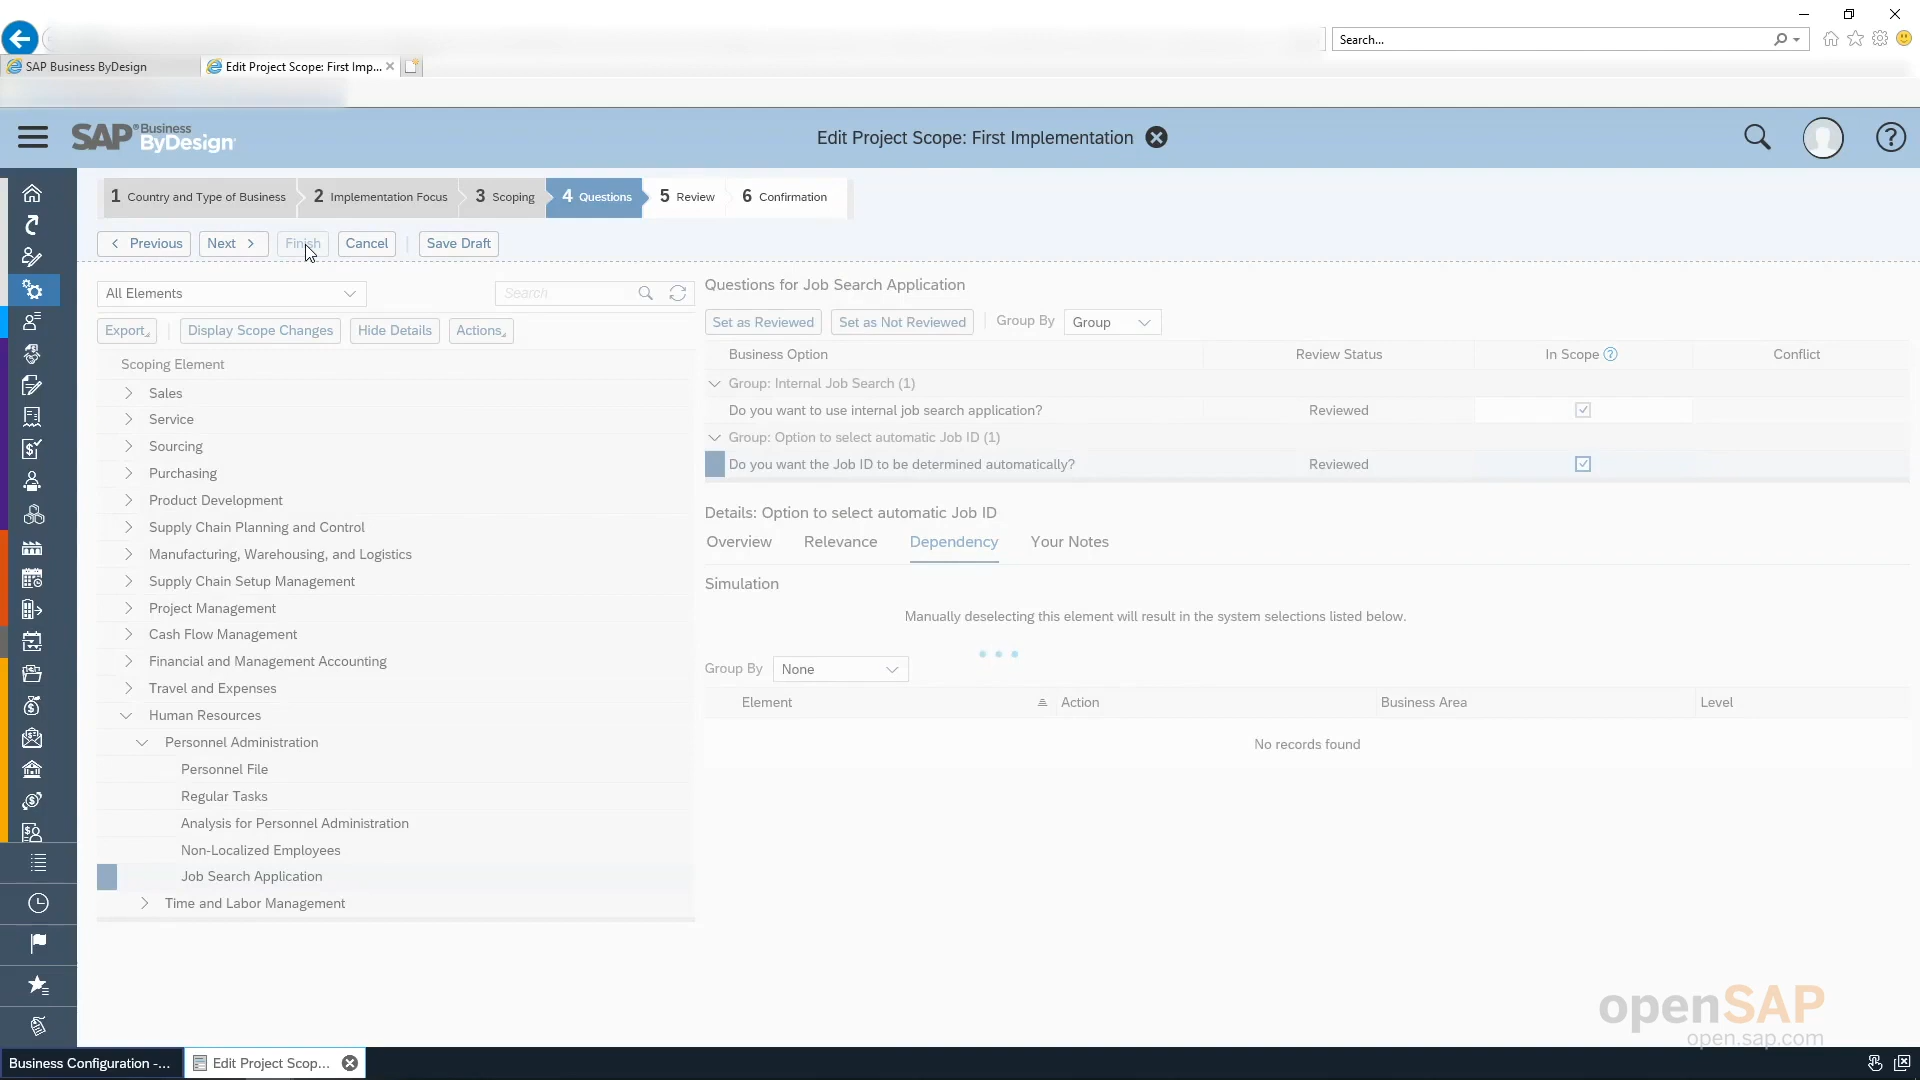 Search...
SAP Business ByDesign
Edit Project Scope: First Imp...
SAP Business ByDesign
Edit Project Scope: First Implementation
1 Country and Type of Business 2 Implementation Focus 3 Scoping 4 Questions 5 Review 6 Confirmation
Previous Next Finish Cancel Save Draft
All Elements
Search
Export Display Scope Changes Hide Details Actions
Scoping Element
Sales
Service
Sourcing
Purchasing
Product Development
Supply Chain Planning and Control
Manufacturing, Warehousing, and Logistics
Supply Chain Setup Management
Project Management
Cash Flow Management
Financial and Management Accounting
Travel and Expenses
Human Resources
Personnel Administration
Personnel File
Regular Tasks
Analysis for Personnel Administration
Non-Localized Employees
Job Search Application
Time and Labor Management
Questions for Job Search Application
Set as Reviewed Set as Not Reviewed Group By Group
Business Option Review Status In Scope Conflict
Group: Internal Job Search (1)
Do you want to use internal job search application? Reviewed
Group: Option to select automatic Job ID (1)
Do you want the Job ID to be determined automatically? Reviewed
Details: Option to select automatic Job ID
Overview Relevance Dependency Your Notes
Simulation
Manually deselecting this element will result in the system selections listed below.
Group By None
Element Action Business Area Level
No records found
openSAP
open.sap.com
Business Configuration -...
Edit Project Scop...